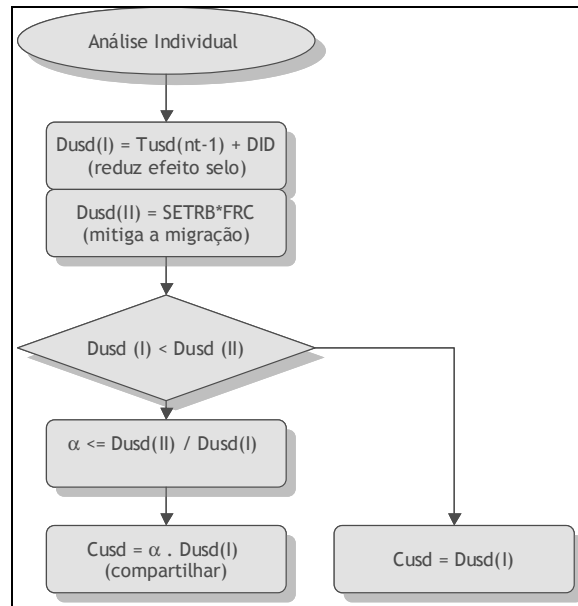 Análise Individual
Dusd(I) = Tusd(nt-1) + DID
(reduz efeito selo)
Dusd(II) = SETRB*FRC
(mitiga a migração)
Dusd (I) < Dusd (II)
α <= Dusd(II) / Dusd(I)
Cusd = α . Dusd(I)
(compartilhar)
Cusd = Dusd(I)